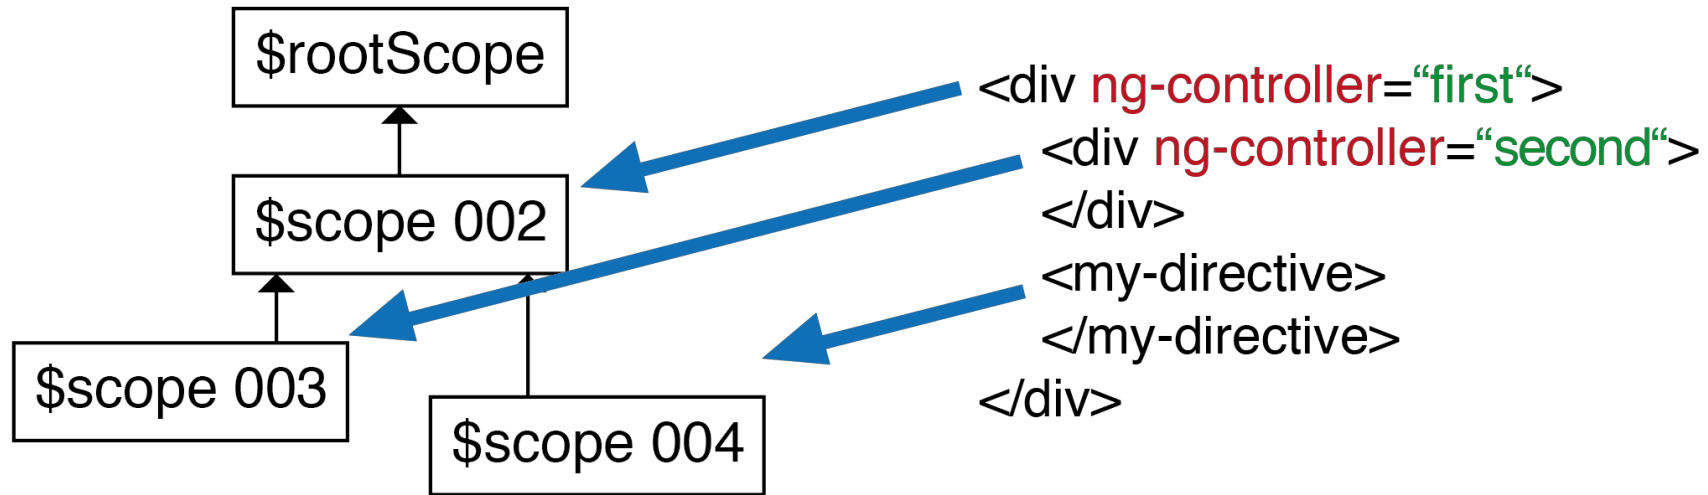 $rootScope
$scope 002
$scope 003
$scope 004
<div ng-controller=“first“>
<div ng-controller=“second“>
</div>
<my-directive>
</my-directive>
</div>